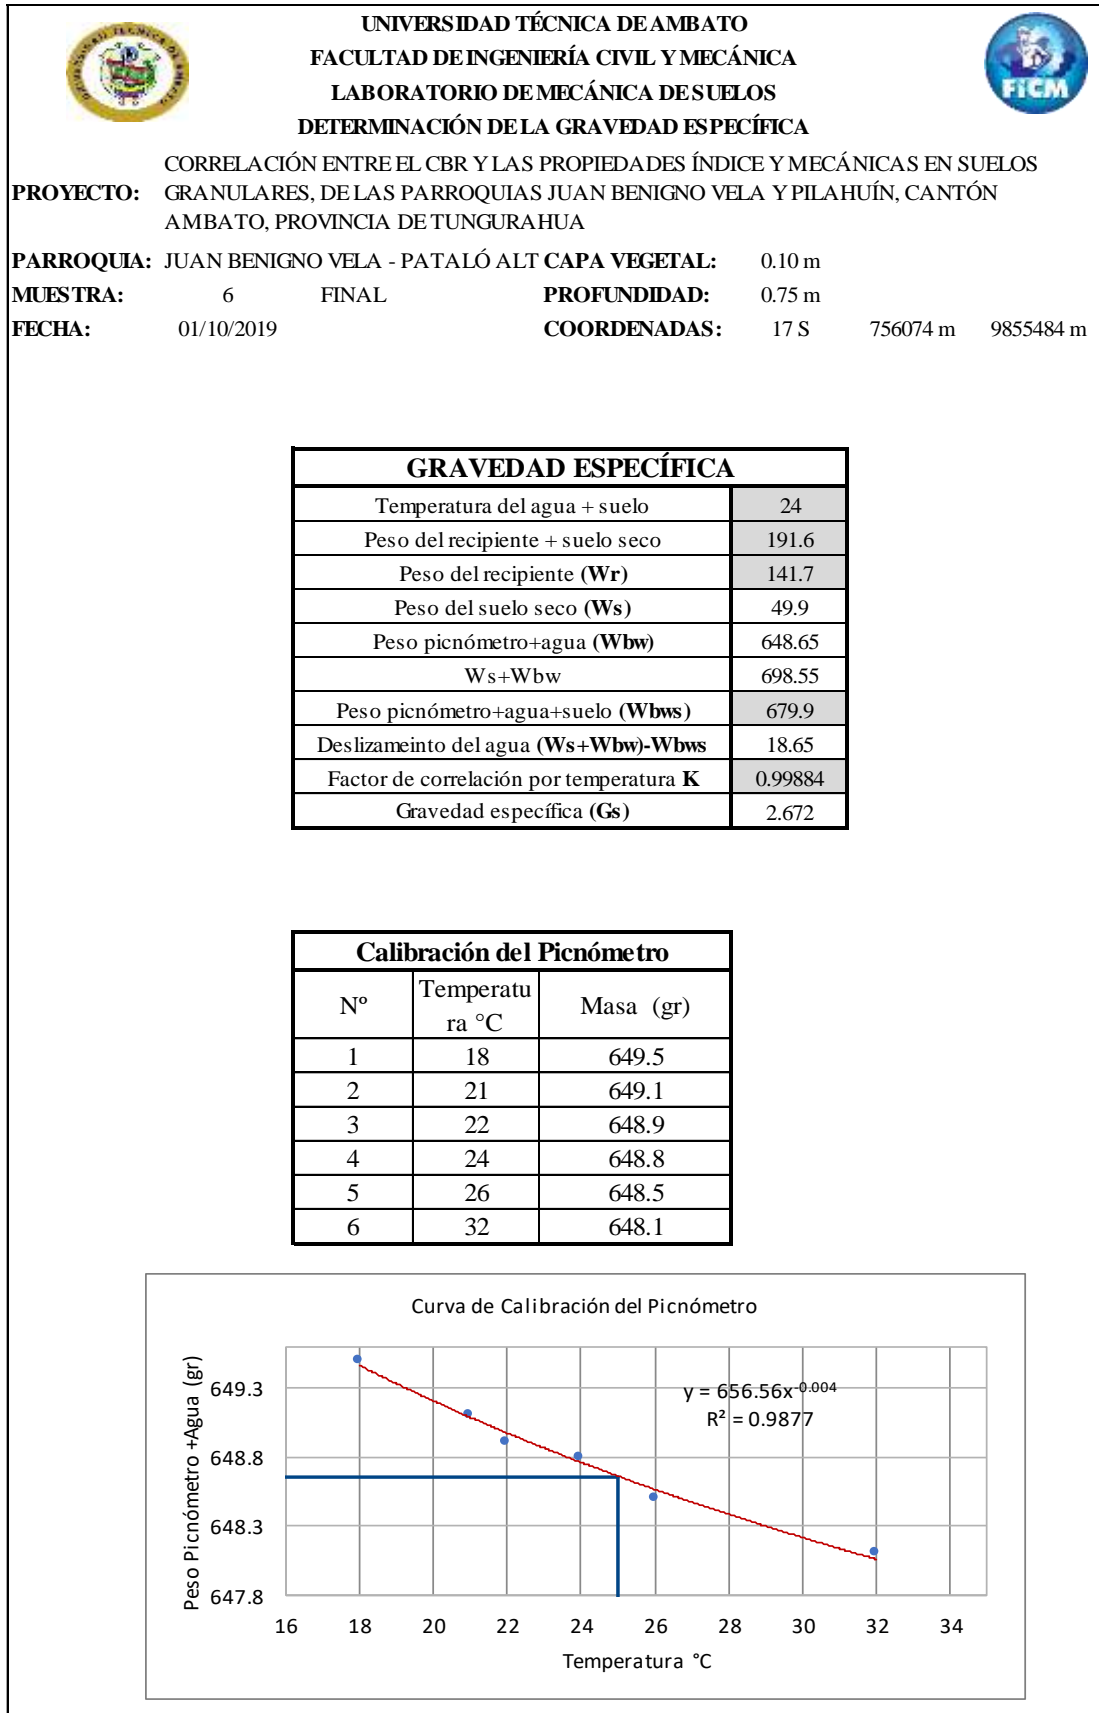 UNIVERSIDAD TÉCNICA DE AMBATO
FACULTAD DE INGENIERÍA CIVIL Y MECÁNICA
LABORATORIO DE MECÁNICA DE SUELOS
DETERMINACIÓN DE LA GRAVEDAD ESPECÍFICA
FiCM
PROYECTO: CORRELACIÓN ENTRE EL CBR Y LAS PROPIEDADES ÍNDICE Y MECÁNICAS EN SUELOS
GRANULARES, DE LAS PARROQUIAS JUAN BENIGNO VELA Y PILAHUÍN, CANTÓN
AMBATO, PROVINCIA DE TUNGURAHUA
PARROQUIA: JUAN BENIGNO VELA - PATALÓ ALT CAPA VEGETAL: 0.10 m
MUESTRA: 6 FINAL PROFUNDIDAD: 0.75 m
FECHA: 01/10/2019 COORDENADAS: 17 S 756074 m 9855484 m
GRAVEDAD ESPECÍFICA
Temperatura del agua + suelo 24
Peso del recipiente + suelo seco 191.6
Peso del recipiente (Wr) 141.7
Peso del suelo seco (Ws) 49.9
Peso picnómetro+agua (Wbw) 648.65
Ws+Wbw 698.55
Peso picnómetro+agua+suelo (Wbws) 679.9
Deslizameinto del agua (Ws+Wbw)-Wbws 18.65
Factor de correlación por temperatura K 0.99884
Gravedad específica (Gs) 2.672
Calibración del Picnómetro
Nº Temperatu
ra °C Masa (gr)
1 18 649.5
2 21 649.1
3 22 648.9
4 24 648.8
5 26 648.5
6 32 648.1
Curva de Calibración del Picnómetro
Peso Picnómetro +Agua (gr)
649.3
648.8
648.3
647.8
y = 656.56x^-0.004
R² = 0.9877
16 18 20 22 24 26 28 30 32 34
Temperatura °C